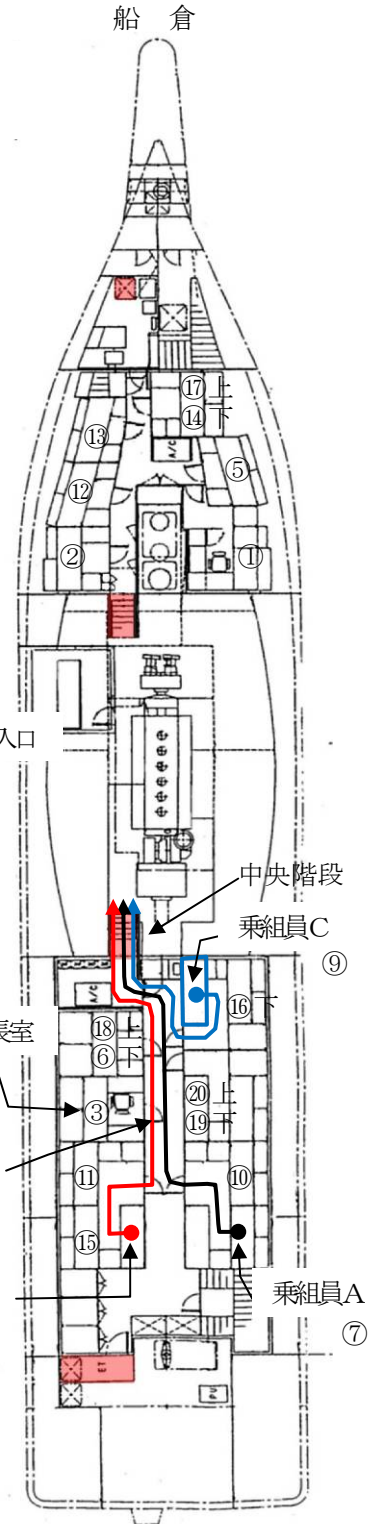 船 倉
⑰上
⑭下
⑬
A/C
⑤
⑫
②
①
入口
中央階段
乗組員C
⑨
A/C
⑯下
⑱上
⑥下
長室
⑳上
⑲下
③
⑪
⑩
⑮
乗組員A
⑦
ET
PU